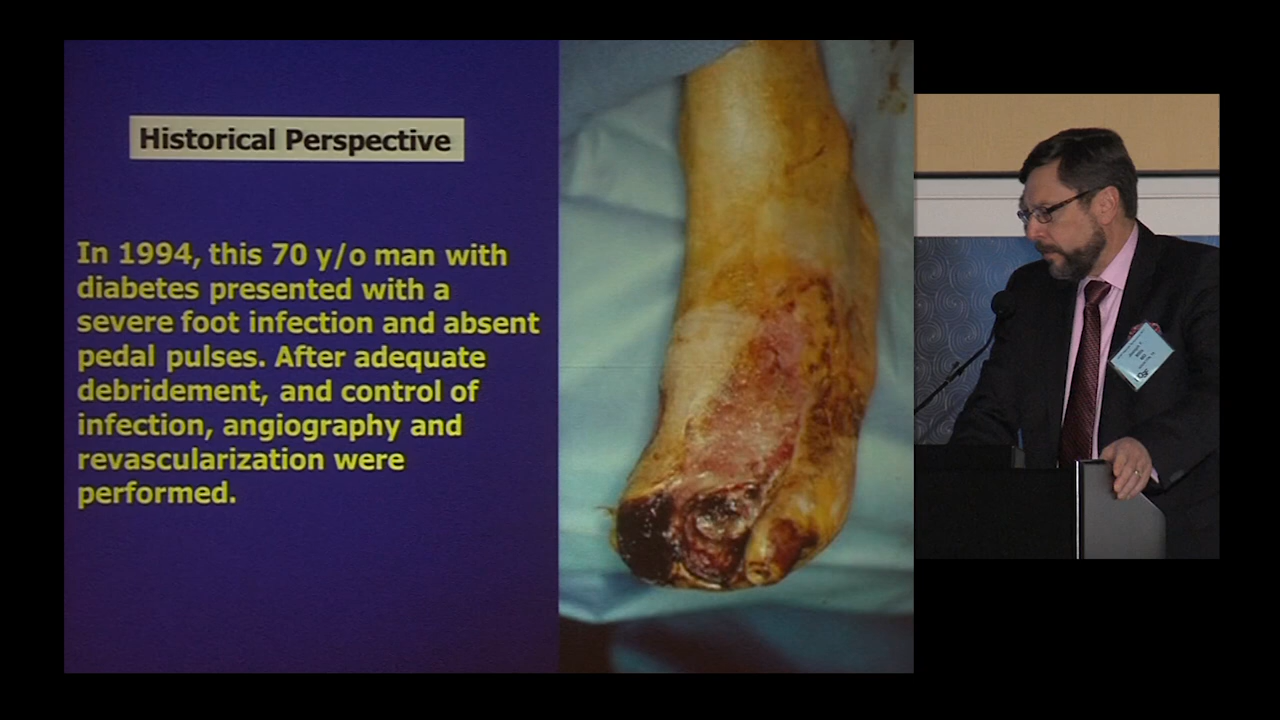 Historical Perspective
In 1994, this 70 y/o man with
diabetes presented with a
severe foot infection and absent
pedal pulses. After adequate
debridement, and control of
infection, angiography and
revascularization were
performed.